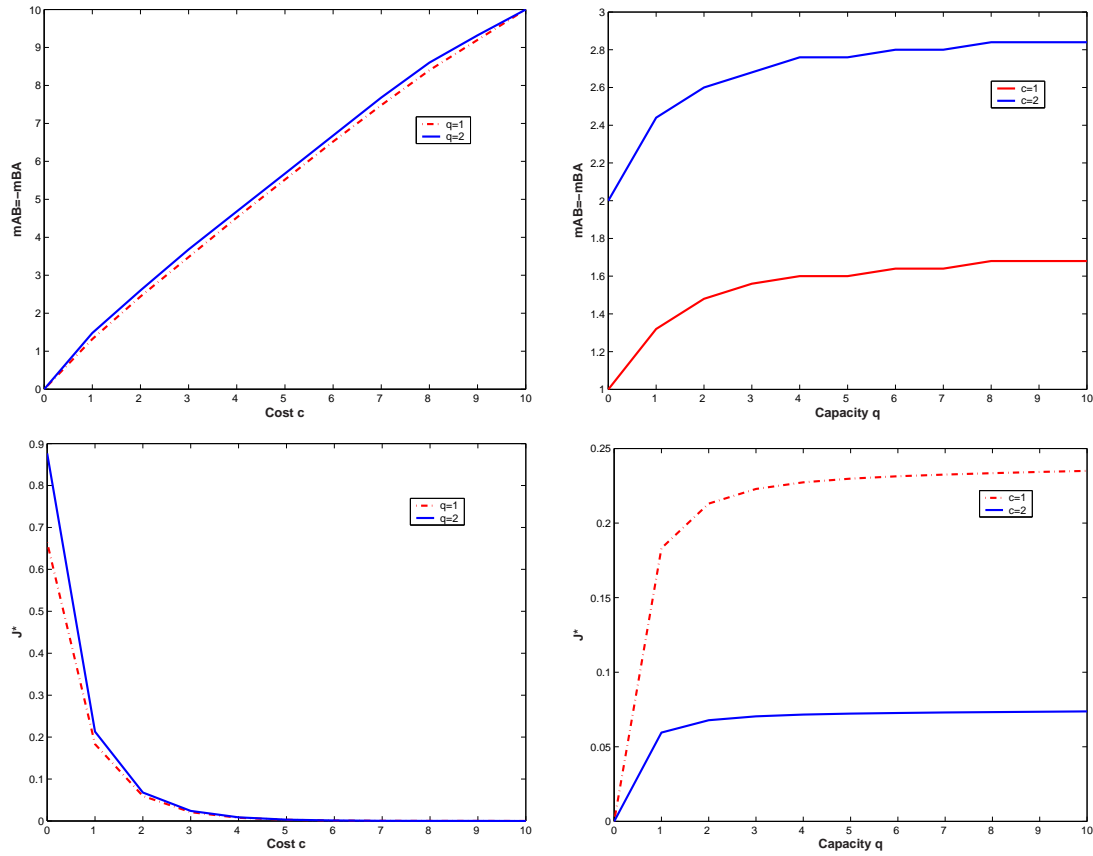 10
9
8
7
6
5
4
3
2
1
0
mAB=−mBA
q=1
q=2
0 1 2 3 4 5 6 7 8 9 10
Cost c
3
2.8
2.6
2.4
2.2
2
1.8
1.6
1.4
1.2
1
mAB=−mBA
c=1
c=2
0 1 2 3 4 5 6 7 8 9 10
Capacity q
0.9
0.8
0.7
0.6
0.5
0.4
0.3
0.2
0.1
0
J*
q=1
q=2
0 1 2 3 4 5 6 7 8 9 10
Cost c
0.25
0.2
0.15
0.1
0.05
0
J*
c=1
c=2
0 1 2 3 4 5 6 7 8 9 10
Capacity q